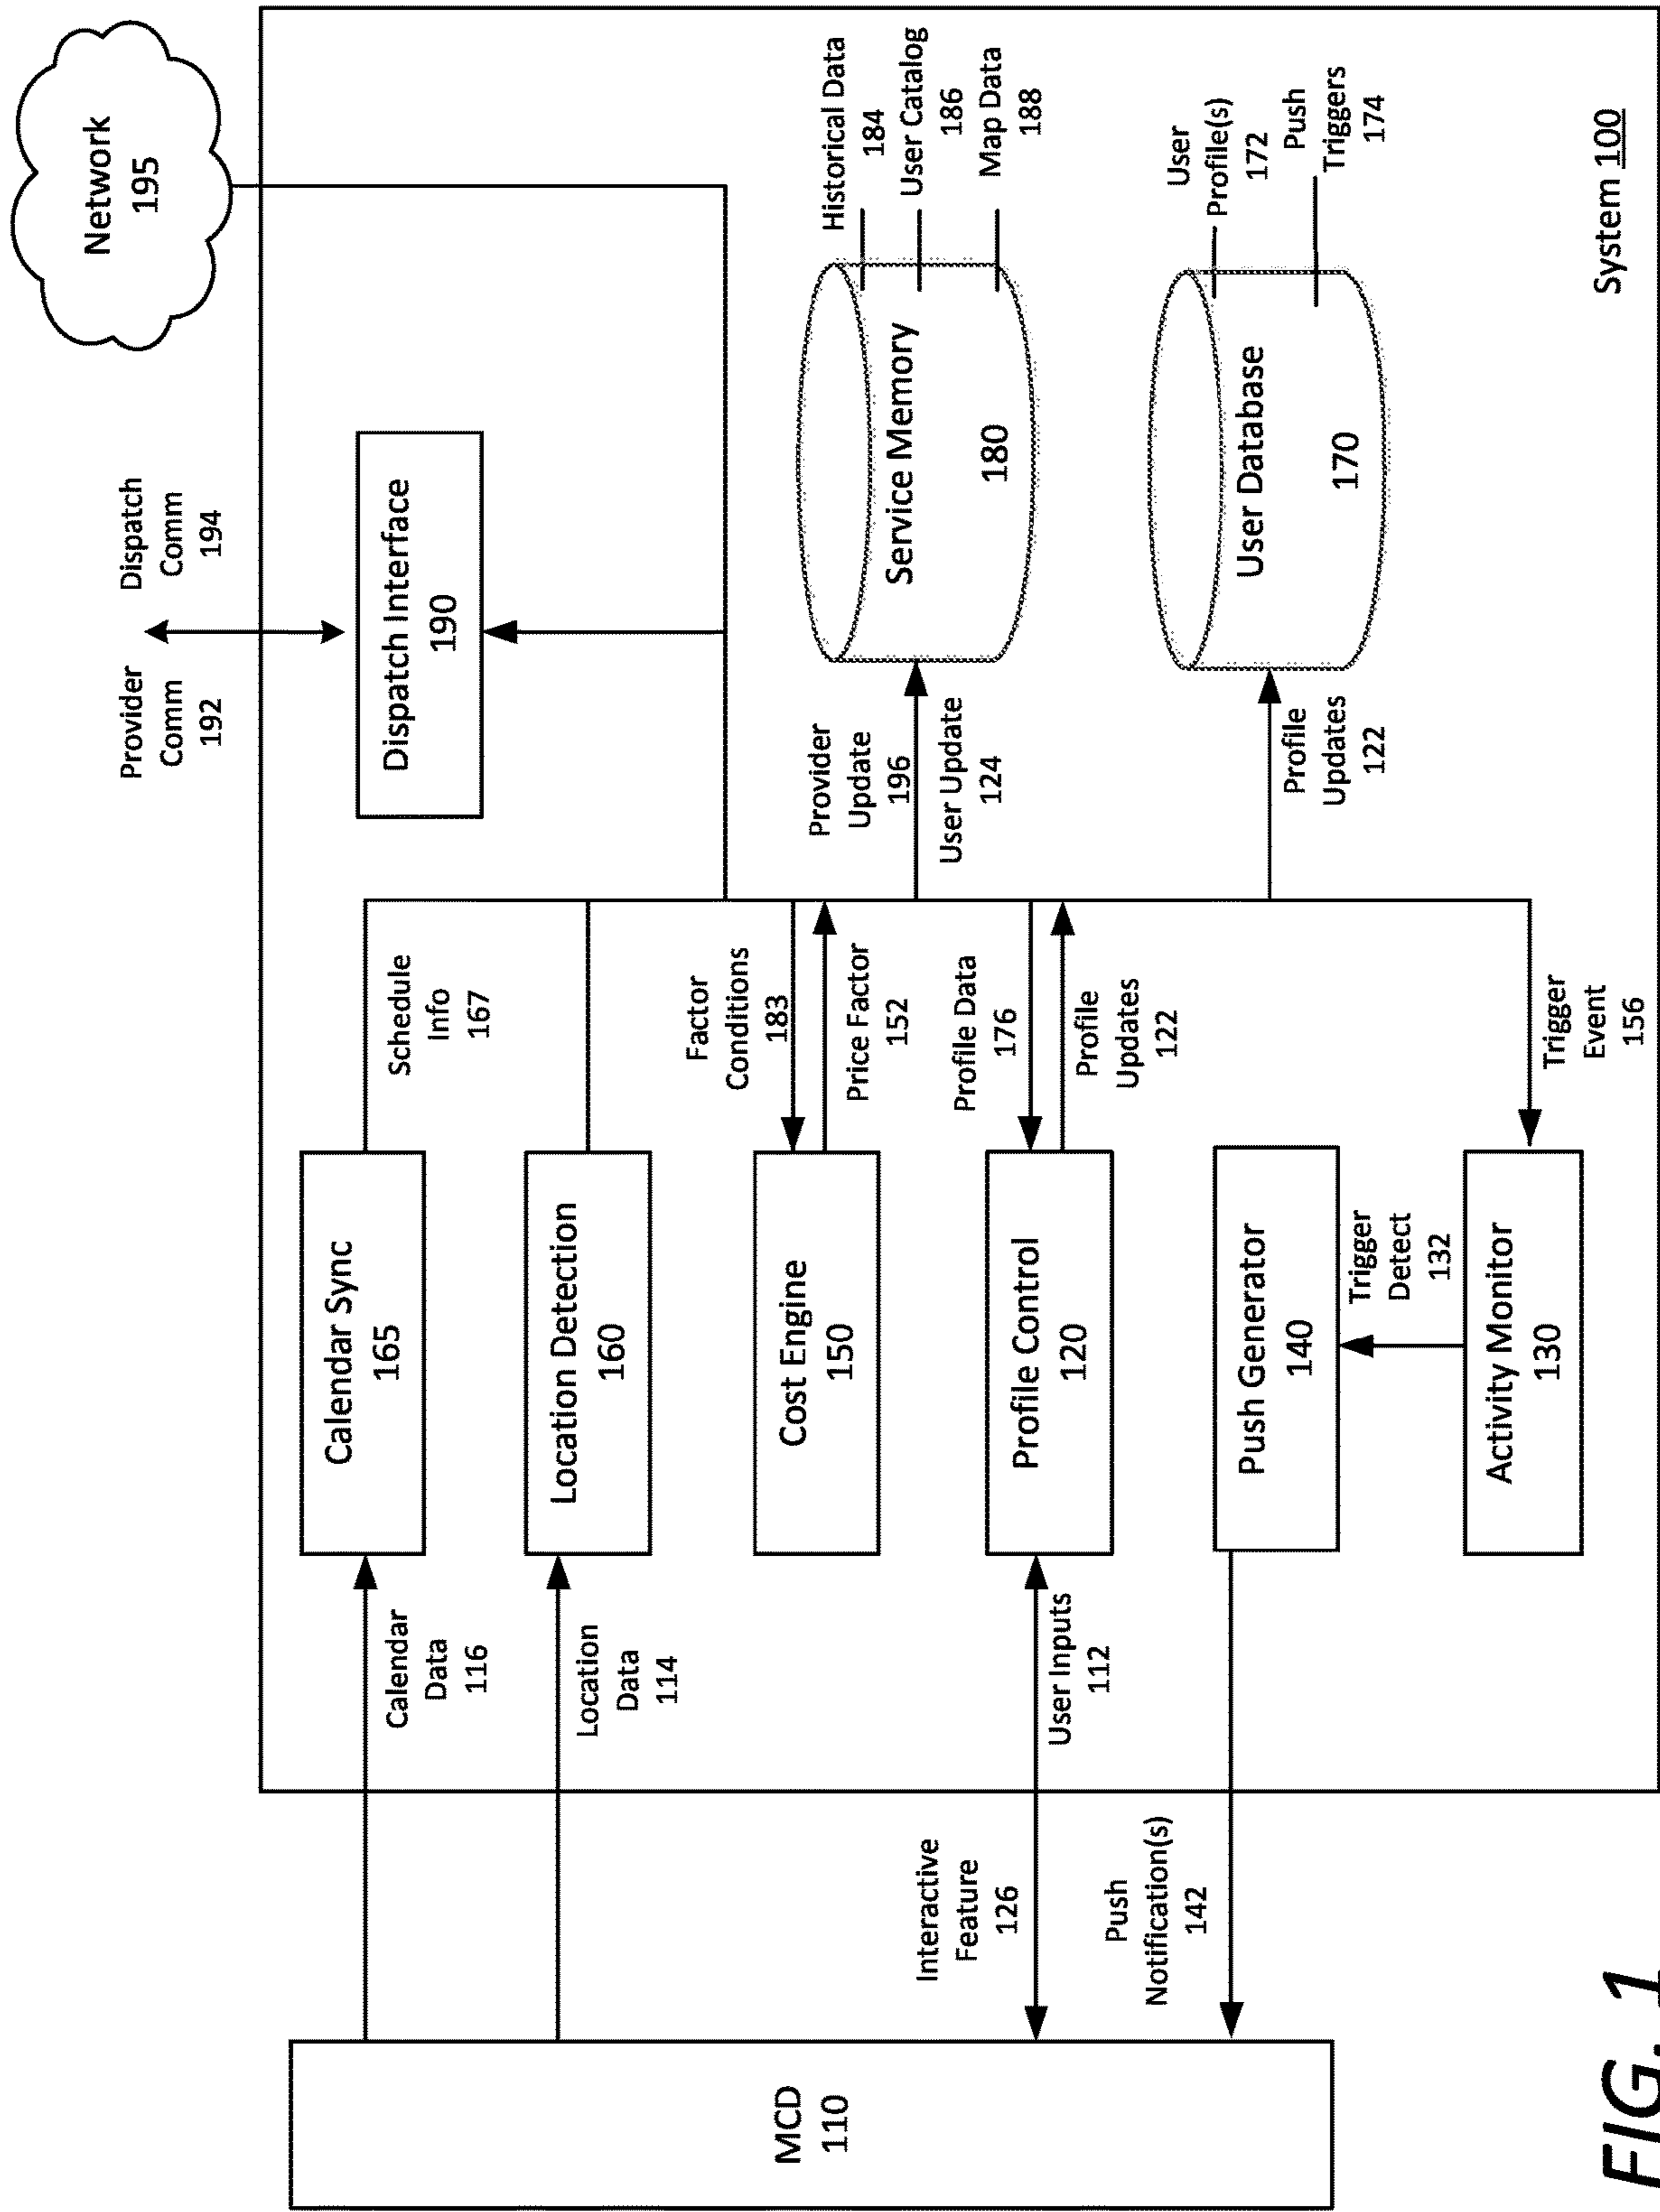 Network
195
Provider
Comm
192
Dispatch
Comm
194
Dispatch Interface
190
Calendar Data
116
Calendar Sync
165
Schedule
Info
167
Location
Data
114
Location Detection
160
Factor
Conditions
183
Cost Engine
150
Price Factor
152
Provider
Update
196
User Update
124
Service Memory
180
Historical Data
184
User Catalog
186
Map Data
188
MCD
110
Interactive
Feature
126
User Inputs
112
Profile Control
120
Profile Data
176
Profile
Updates
122
Profile
Updates
122
User Database
170
User
Profile(s)
172
Push
Triggers
174
Push
Notification(s)
142
Push Generator
140
Trigger
Detect
132
Activity Monitor
130
Trigger
Event
156
System 100
FIG. 1